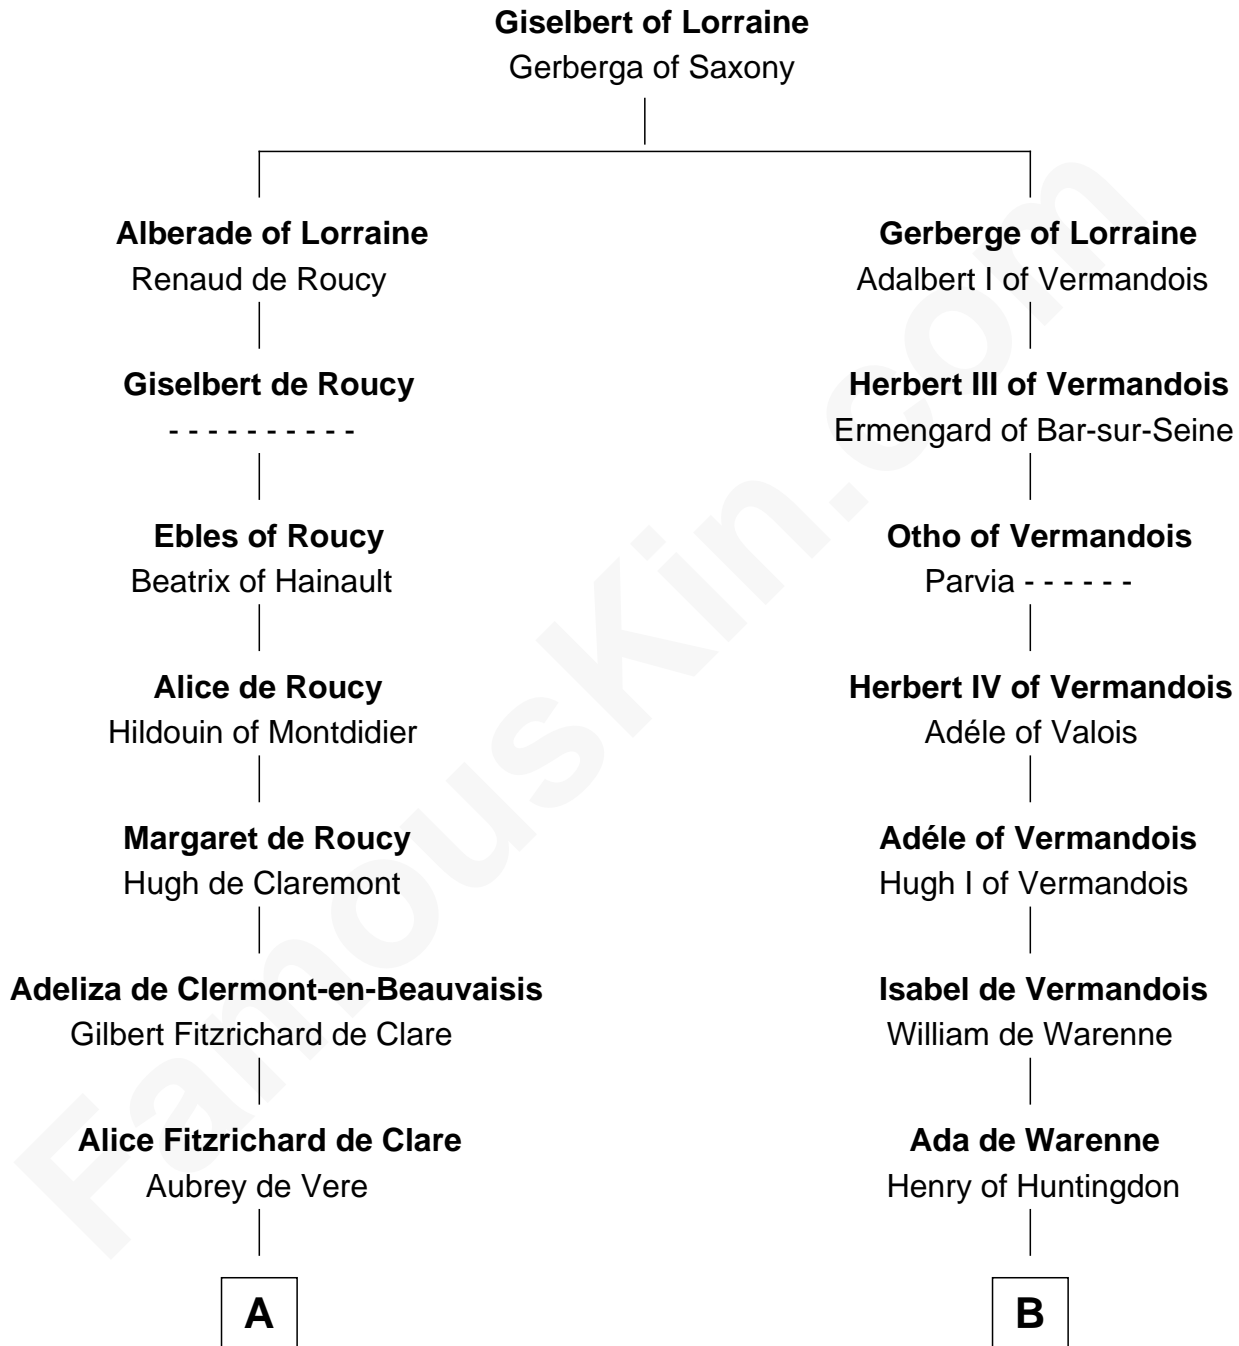 Giselbert of Lorraine
Gerberga of Saxony
Alberade of Lorraine
Renaud de Roucy
Giselbert de Roucy
- - - - - - - - - -
Ebles of Roucy
Beatrix of Hainault
Alice de Roucy
Hildouin of Montdidier
Margaret de Roucy
Hugh de Claremont
Adeliza de Clermont-en-Beauvaisis
Gilbert Fitzrichard de Clare
Alice Fitzrichard de Clare
Aubrey de Vere
A
Gerberge of Lorraine
Adalbert I of Vermandois
Herbert III of Vermandois
Ermengard of Bar-sur-Seine
Otho of Vermandois
Parvia - - - - - -
Herbert IV of Vermandois
Adéle of Valois
Adéle of Vermandois
Hugh I of Vermandois
Isabel de Vermandois
William de Warenne
Ada de Warenne
Henry of Huntingdon
B
FamousKin.com